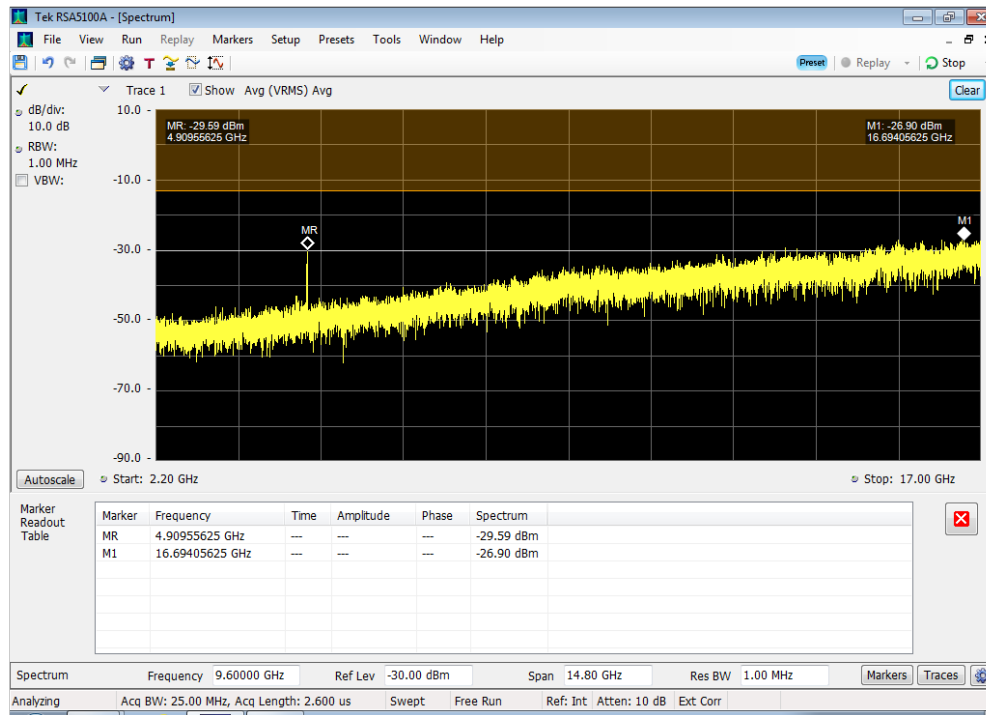 Tek RSA5100A - [Spectrum]
File View Run Replay Markers Setup Presets Tools Window Help
T Preset Replay Stop
Trace 1 Show Avg (VRMS) Avg Clear
dB/div:
10.0 dB
RBW:
1.00 MHz
VBW:
10.0
-10.0
-30.0
-50.0
-70.0
-90.0
MR: -29.59 dBm
4.90955625 GHz
M1: -26.90 dBm
16.69405625 GHz
MR
M1
Autoscale Start: 2.20 GHz Stop: 17.00 GHz
Marker
Readout
Table
Marker Frequency Time Amplitude Phase Spectrum
MR 4.90955625 GHz --- --- --- -29.59 dBm
M1 16.69405625 GHz --- --- --- -26.90 dBm
Spectrum Frequency 9.60000 GHz Ref Lev -30.00 dBm Span 14.80 GHz Res BW 1.00 MHz Markers Traces
Analyzing Acq BW: 25.00 MHz, Acq Length: 2.600 us Swept Free Run Ref: Int Atten: 10 dB Ext Corr